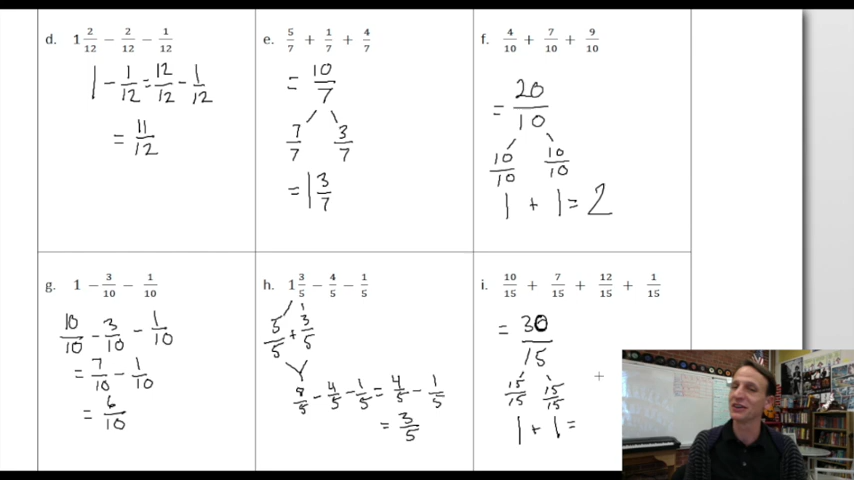 d. 1 2/12 − 2/12 − 1/12
1 − 1/12 = 12/12 − 1/12
= 11/12
e. 5/7 + 1/7 + 4/7
= 10/7
7/7 3/7
= 1 3/7
f. 4/10 + 7/10 + 9/10
= 20/10
10/10 10/10
1 + 1 = 2
g. 1 − 3/10 − 1/10
10/10 − 3/10 − 1/10
= 7/10 − 1/10
= 6/10
h. 1 3/5 − 4/5 − 1/5
5/5 + 3/5
8/5 − 4/5 − 1/5 = 4/5 − 1/5
= 3/5
i. 10/15 + 7/15 + 12/15 + 1/15
= 30/15
15/15 15/15
1 + 1 =